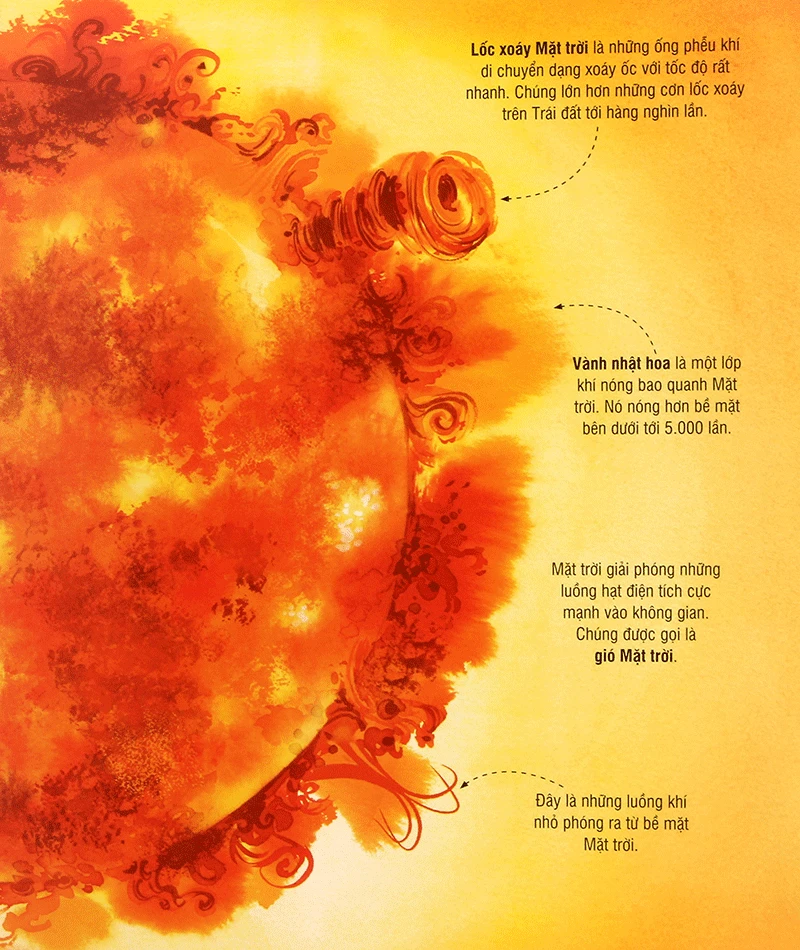 Lốc xoáy Mặt trời là những ống phễu khí
di chuyển dạng xoáy ốc với tốc độ rất
nhanh. Chúng lớn hơn những cơn lốc xoáy
trên Trái đất tới hàng nghìn lần.
Vành nhật hoa là một lớp
khí nóng bao quanh Mặt
trời. Nó nóng hơn bề mặt
bên dưới tới 5.000 lần.
Mặt trời giải phóng những
luồng hạt điện tích cực
mạnh vào không gian.
Chúng được gọi là
gió Mặt trời.
Đây là những luồng khí
nhỏ phóng ra từ bề mặt
Mặt trời.